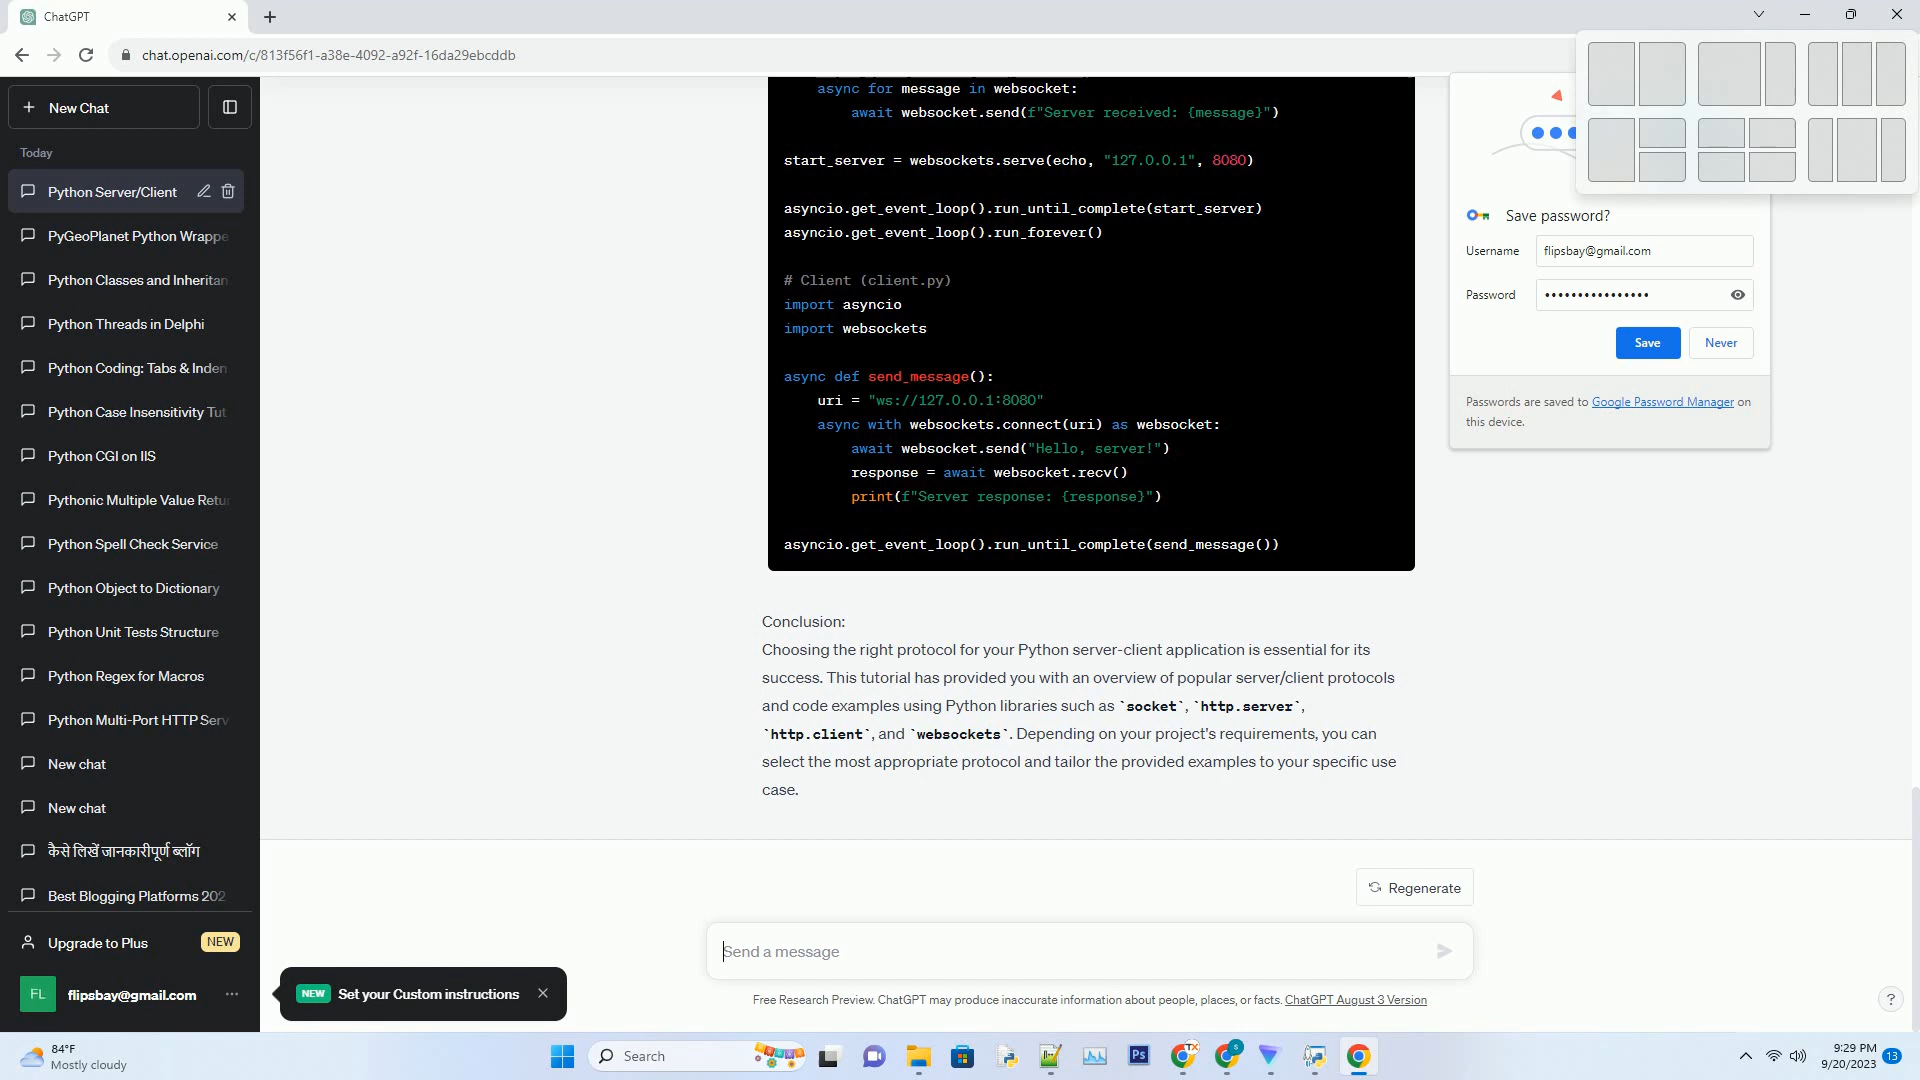 ChatGPT
chat.openai.com/c/813f56f1-a38e-4092-a92f-16da29ebcddb
New Chat
Today
Python Server/Client
PyGeoPlanet Python Wrappe
Python Classes and Inheritan
Python Threads in Delphi
Python Coding: Tabs & Inden
Python Case Insensitivity Tut
Python CGI on IIS
Pythonic Multiple Value Retu
Python Spell Check Service
Python Object to Dictionary
Python Unit Tests Structure
Python Regex for Macros
Python Multi-Port HTTP Serv
New chat
New chat
कैसे लिखें जानकारीपूर्ण ब्लॉग
Best Blogging Platforms 202
Upgrade to Plus NEW
FL flipsbay@gmail.com
NEW Set your Custom instructions
async for message in websocket:
await websocket.send(f"Server received: {message}")
start_server = websockets.serve(echo, "127.0.0.1", 8080)
asyncio.get_event_loop().run_until_complete(start_server)
asyncio.get_event_loop().run_forever()
# Client (client.py)
import asyncio
import websockets
async def send_message():
uri = "ws://127.0.0.1:8080"
async with websockets.connect(uri) as websocket:
await websocket.send("Hello, server!")
response = await websocket.recv()
print(f"Server response: {response}")
asyncio.get_event_loop().run_until_complete(send_message())
Conclusion:
Choosing the right protocol for your Python server-client application is essential for its
success. This tutorial has provided you with an overview of popular server/client protocols
and code examples using Python libraries such as `socket`, `http.server`,
`http.client`, and `websockets`. Depending on your project's requirements, you can
select the most appropriate protocol and tailor the provided examples to your specific use
case.
Regenerate
Send a message
Free Research Preview. ChatGPT may produce inaccurate information about people, places, or facts. ChatGPT August 3 Version
?
Save password?
Username flipsbay@gmail.com
Password ••••••••••••••••
Save Never
Passwords are saved to Google Password Manager on
this device.
84°F
Mostly cloudy
Search
Ps
TX
S
9:29 PM
9/20/2023
13